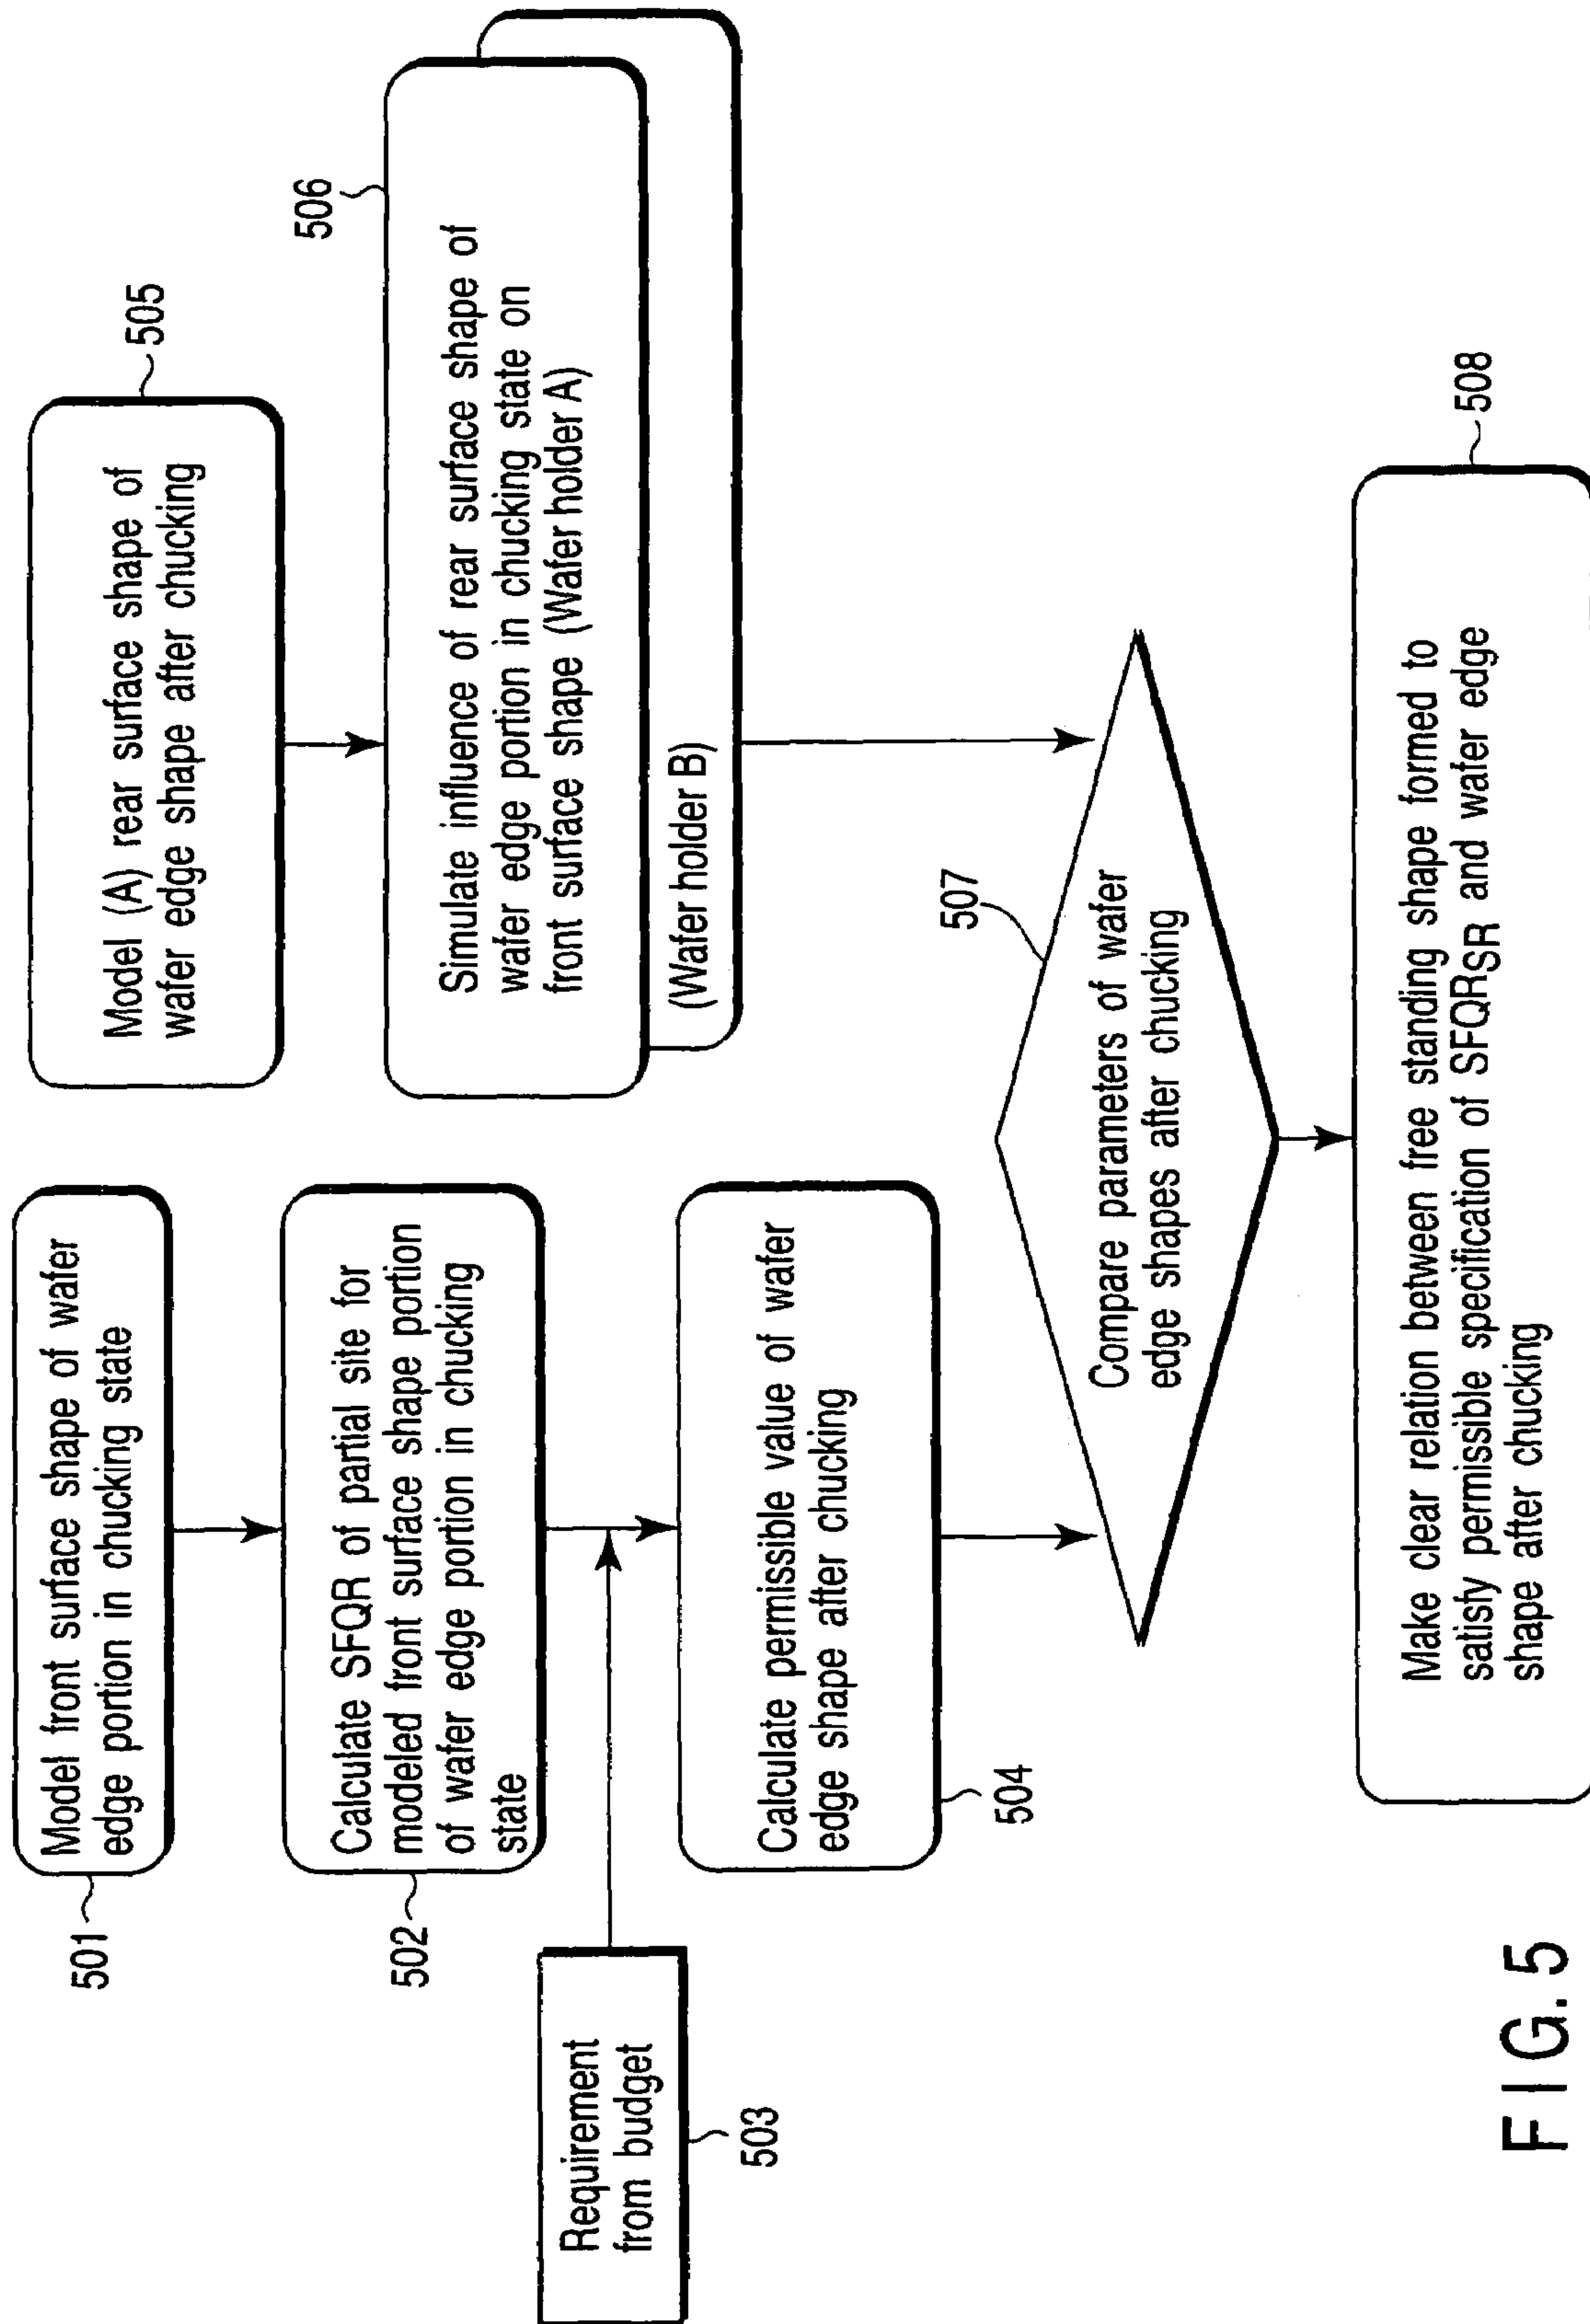 501
Model front surface shape of wafer
edge portion in chucking state
502
Calculate SFQR of partial site for
modeled front surface shape portion
of wafer edge portion in chucking
state
Requirement
from budget
503
Calculate permissible value of wafer
edge shape after chucking
504
Model (A) rear surface shape of
wafer edge shape after chucking
505
506
Simulate influence of rear surface shape of
wafer edge portion in chucking state on
front surface shape (Wafer holder A)
(Wafer holder B)
507
Compare parameters of wafer
edge shapes after chucking
Make clear relation between free standing shape formed to
satisfy permissible specification of SFQRSR and wafer edge
shape after chucking
508
FIG. 5